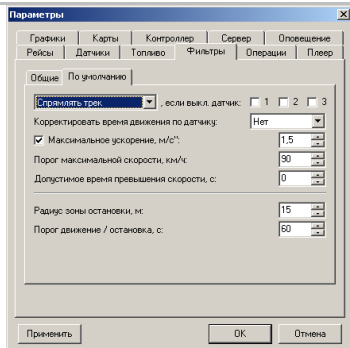 Параметры
Графики Карты Контроллер Сервер Оповещение
Рейсы Датчики Топливо Фильтры Операции Плеер
Общие По умолчанию
Спрямлять трек , если выкл. датчик: 1 2 3
Корректировать время движения по датчику: Нет
Максимальное ускорение, м/с": 1,5
Порог максимальной скорости, км/ч: 90
Допустимое время превышения скорости, с: 0
Радиус зоны остановки, м: 15
Порог движение / остановка, с: 60
Применить OK Отмена